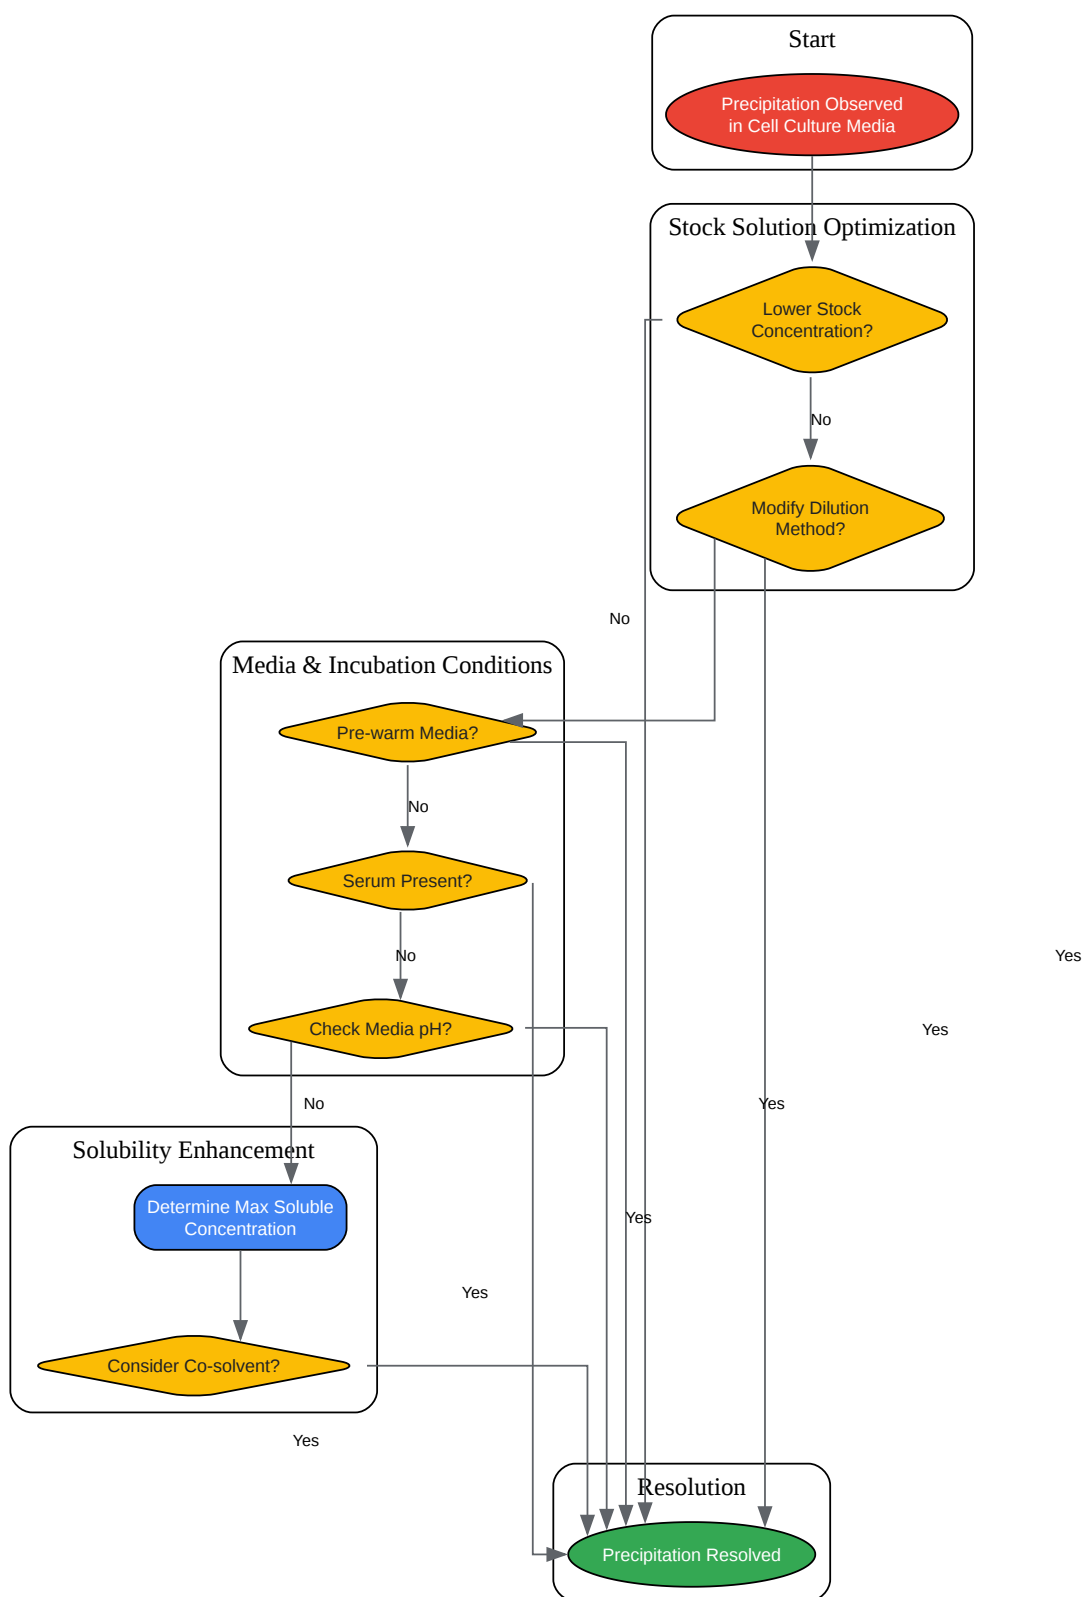 Start
Precipitation Observed
in Cell Culture Media
Stock Solution Optimization
Lower Stock
Concentration?
No
Modify Dilution
Method?
No
Media & Incubation Conditions
Pre-warm Media?
No
Serum Present?
No
Yes
Check Media pH?
Yes
No
Yes
Solubility Enhancement
Determine Max Soluble
Concentration
Yes
Yes
Consider Co-solvent?
Yes
Resolution
Precipitation Resolved